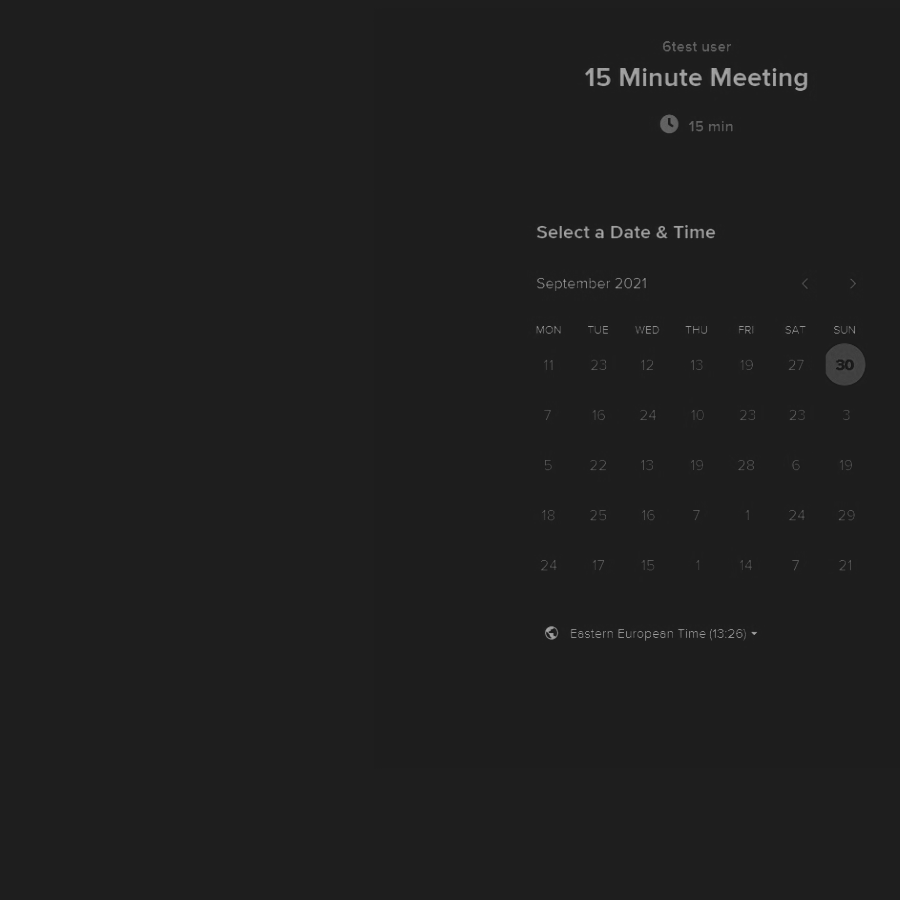 6test user
15 Minute Meeting
15 min
Select a Date & Time
September 2021
MON TUE WED THU FRI SAT SUN
11 23 12 13 19 27 30
7 16 24 10 23 23 3
5 22 13 19 28 6 19
18 25 16 7 1 24 29
24 17 15 1 14 7 21
Eastern European Time (13:26)